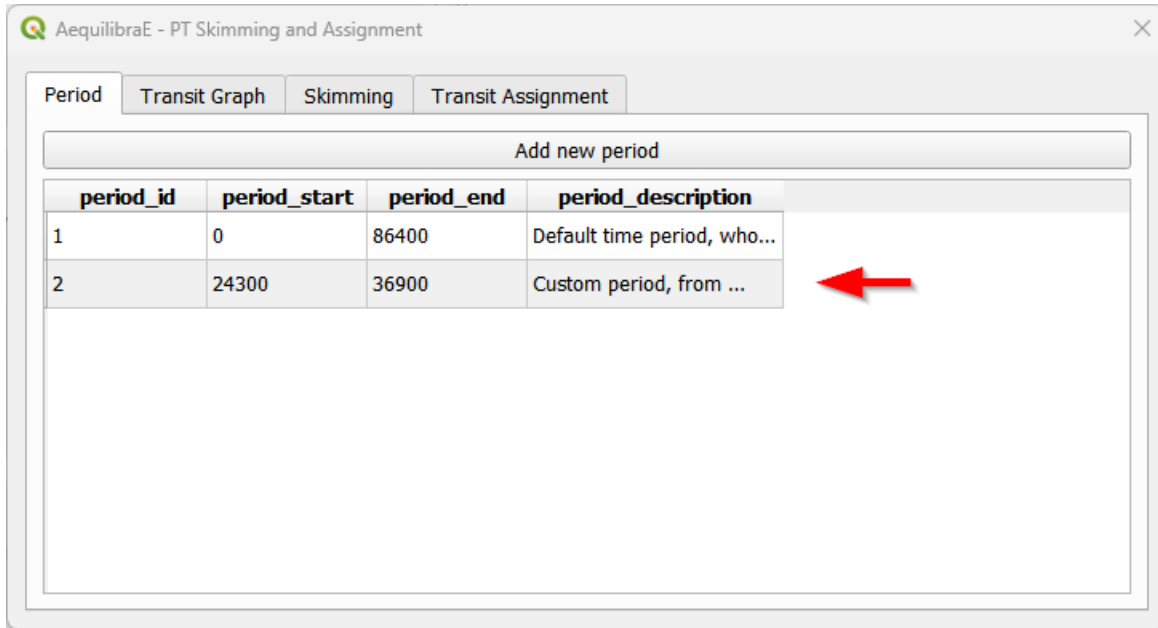 AequilibraE - PT Skimming and Assignment
Period Transit Graph Skimming Transit Assignment
Add new period
period_id period_start period_end period_description
1 0 86400 Default time period, who...
2 24300 36900 Custom period, from ...